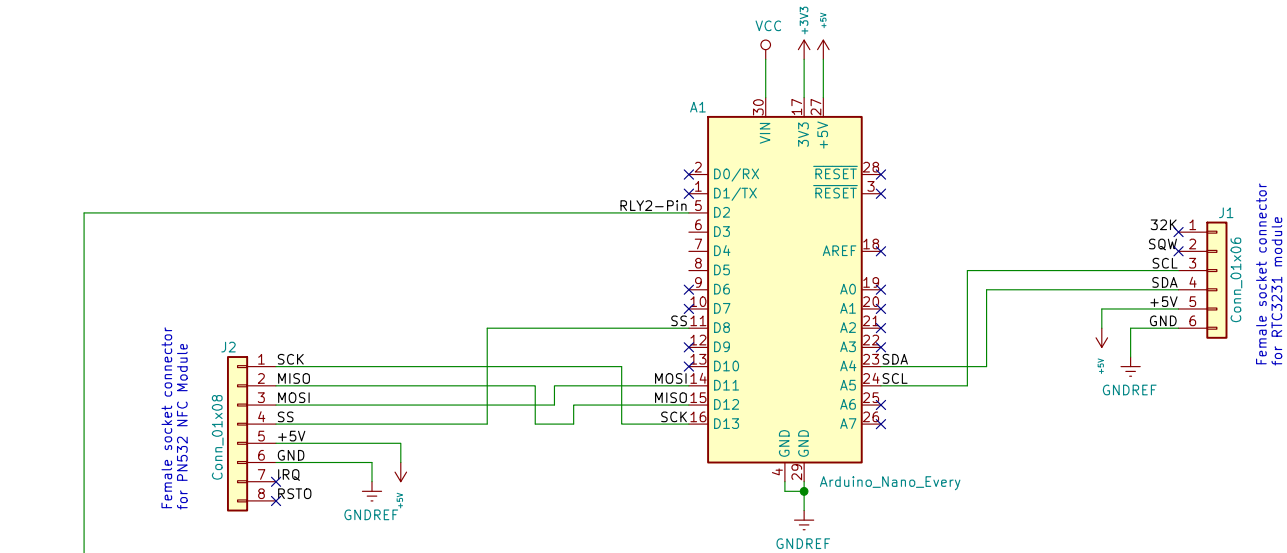 VCC
+3V3
+5V
A1
30
17
27
VIN
3V3
+5V
2 D0/RX
1 D1/TX
RLY2-Pin 5 D2
6 D3
7 D4
8 D5
9 D6
10 D7
SS 11 D8
12 D9
13 D10
MOSI 14 D11
MISO 15 D12
SCK 16 D13
RESET 28
RESET 3
AREF 18
A0 19
A1 20
A2 21
A3 22
A4 23 SDA
A5 24 SCL
A6 25
A7 26
GND
GND
4
29
Arduino_Nano_Every
GNDREF
J1
32K 1
SQW 2
SCL 3
SDA 4
+5V 5
GND 6
Conn_01x06
Female socket connector
for RTC3231 module
+5V
GNDREF
J2
1 SCK
2 MISO
3 MOSI
4 SS
5 +5V
6 GND
7 IRQ
8 RSTO
Conn_01x08
Female socket connector
for PN532 NFC Module
GNDREF
+5V